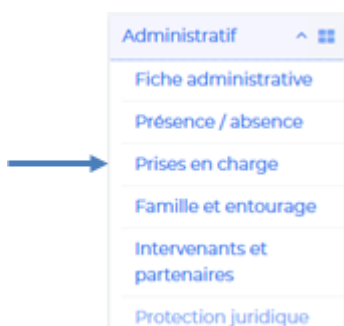 Administratif
Fiche administrative
Présence / absence
Prises en charge
Famille et entourage
Intervenants et
partenaires
Protection juridique